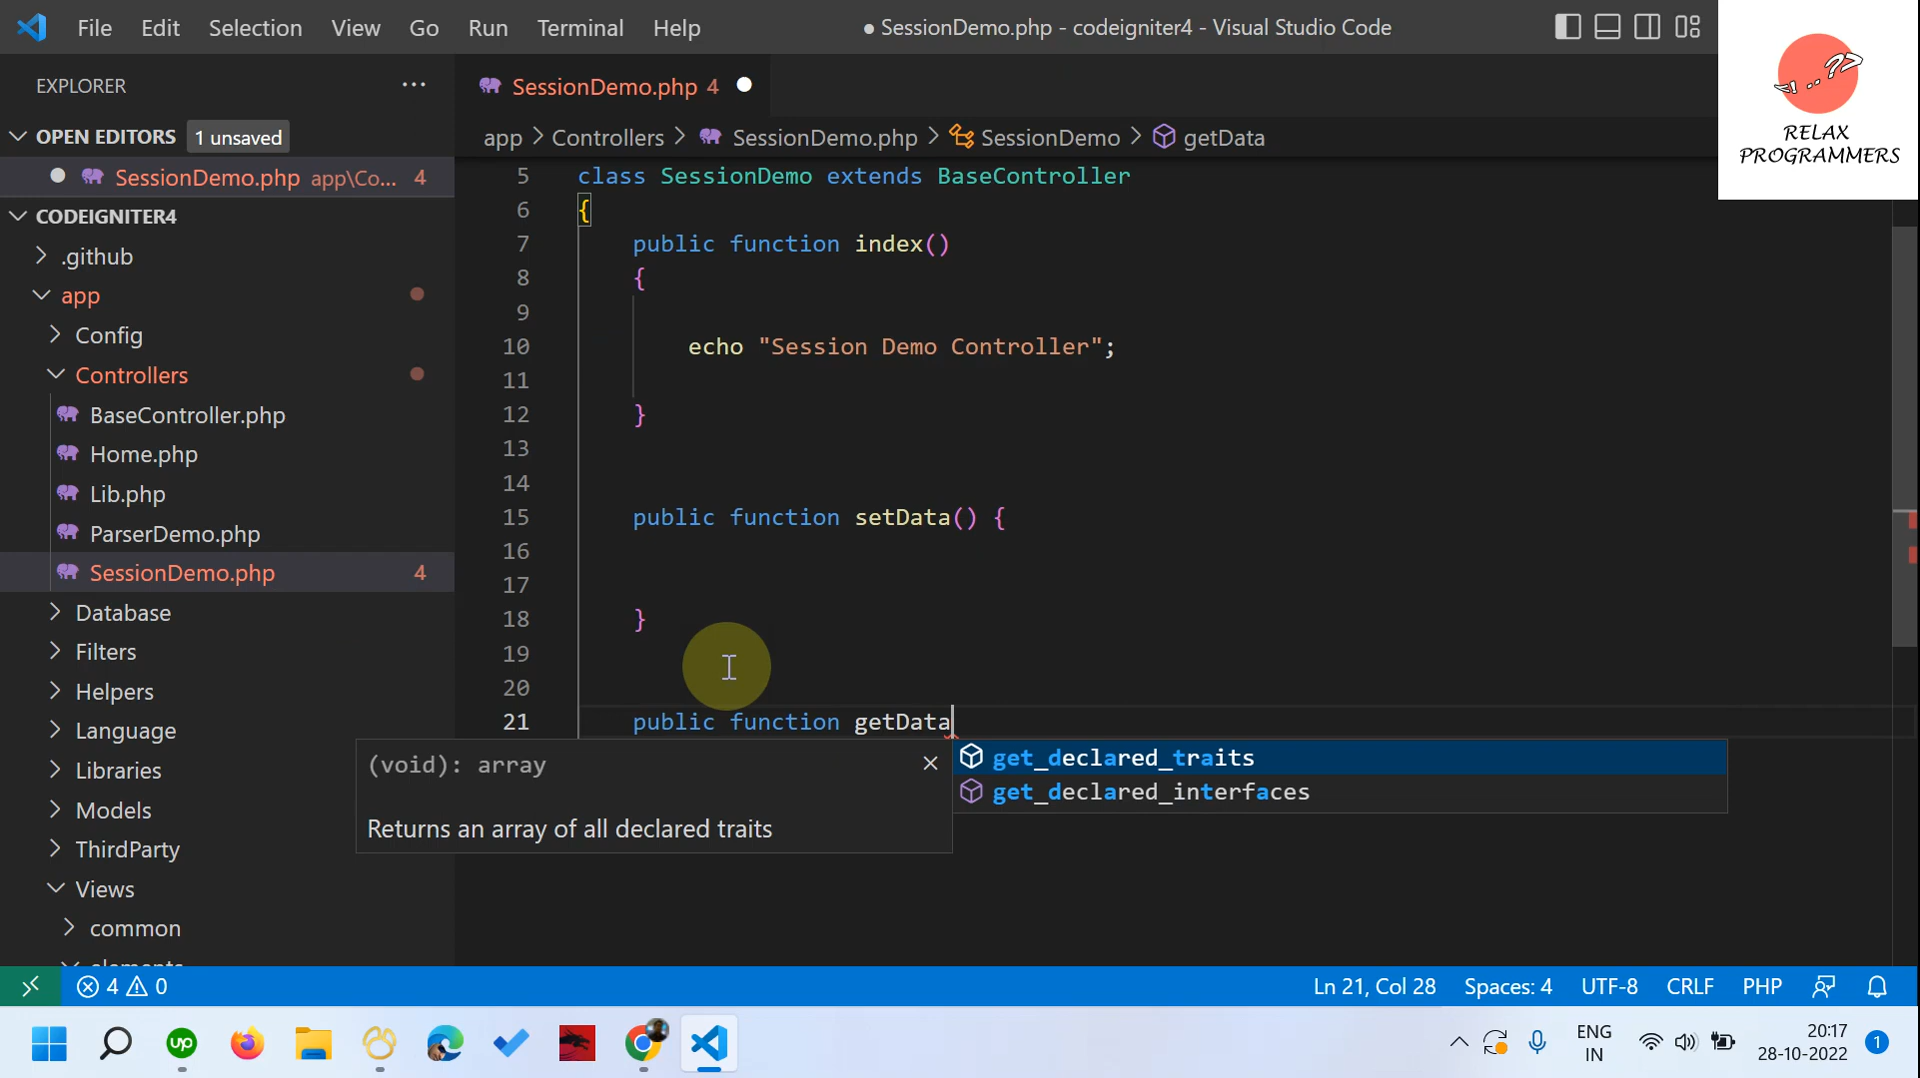 File Edit Selection View Go Run Terminal Help
● SessionDemo.php - codeigniter4 - Visual Studio Code
<!..??>
RELAX
PROGRAMMERS
EXPLORER ···
SessionDemo.php 4
OPEN EDITORS 1 unsaved
app > Controllers > SessionDemo.php > SessionDemo > getData
SessionDemo.php app\Co... 4
CODEIGNITER4
.github
app
Config
Controllers
BaseController.php
Home.php
Lib.php
ParserDemo.php
SessionDemo.php 4
Database
Filters
Helpers
Language
Libraries
Models
ThirdParty
Views
common
5 class SessionDemo extends BaseController
6 {
7 public function index()
8 {
9
10 echo "Session Demo Controller";
11
12 }
13
14
15 public function setData() {
16
17
18 }
19
20
21 public function getData
(void): array
Returns an array of all declared traits
get_declared_traits
get_declared_interfaces
4 0
Ln 21, Col 28 Spaces: 4 UTF-8 CRLF PHP
up
ENG
IN
20:17
28-10-2022
1